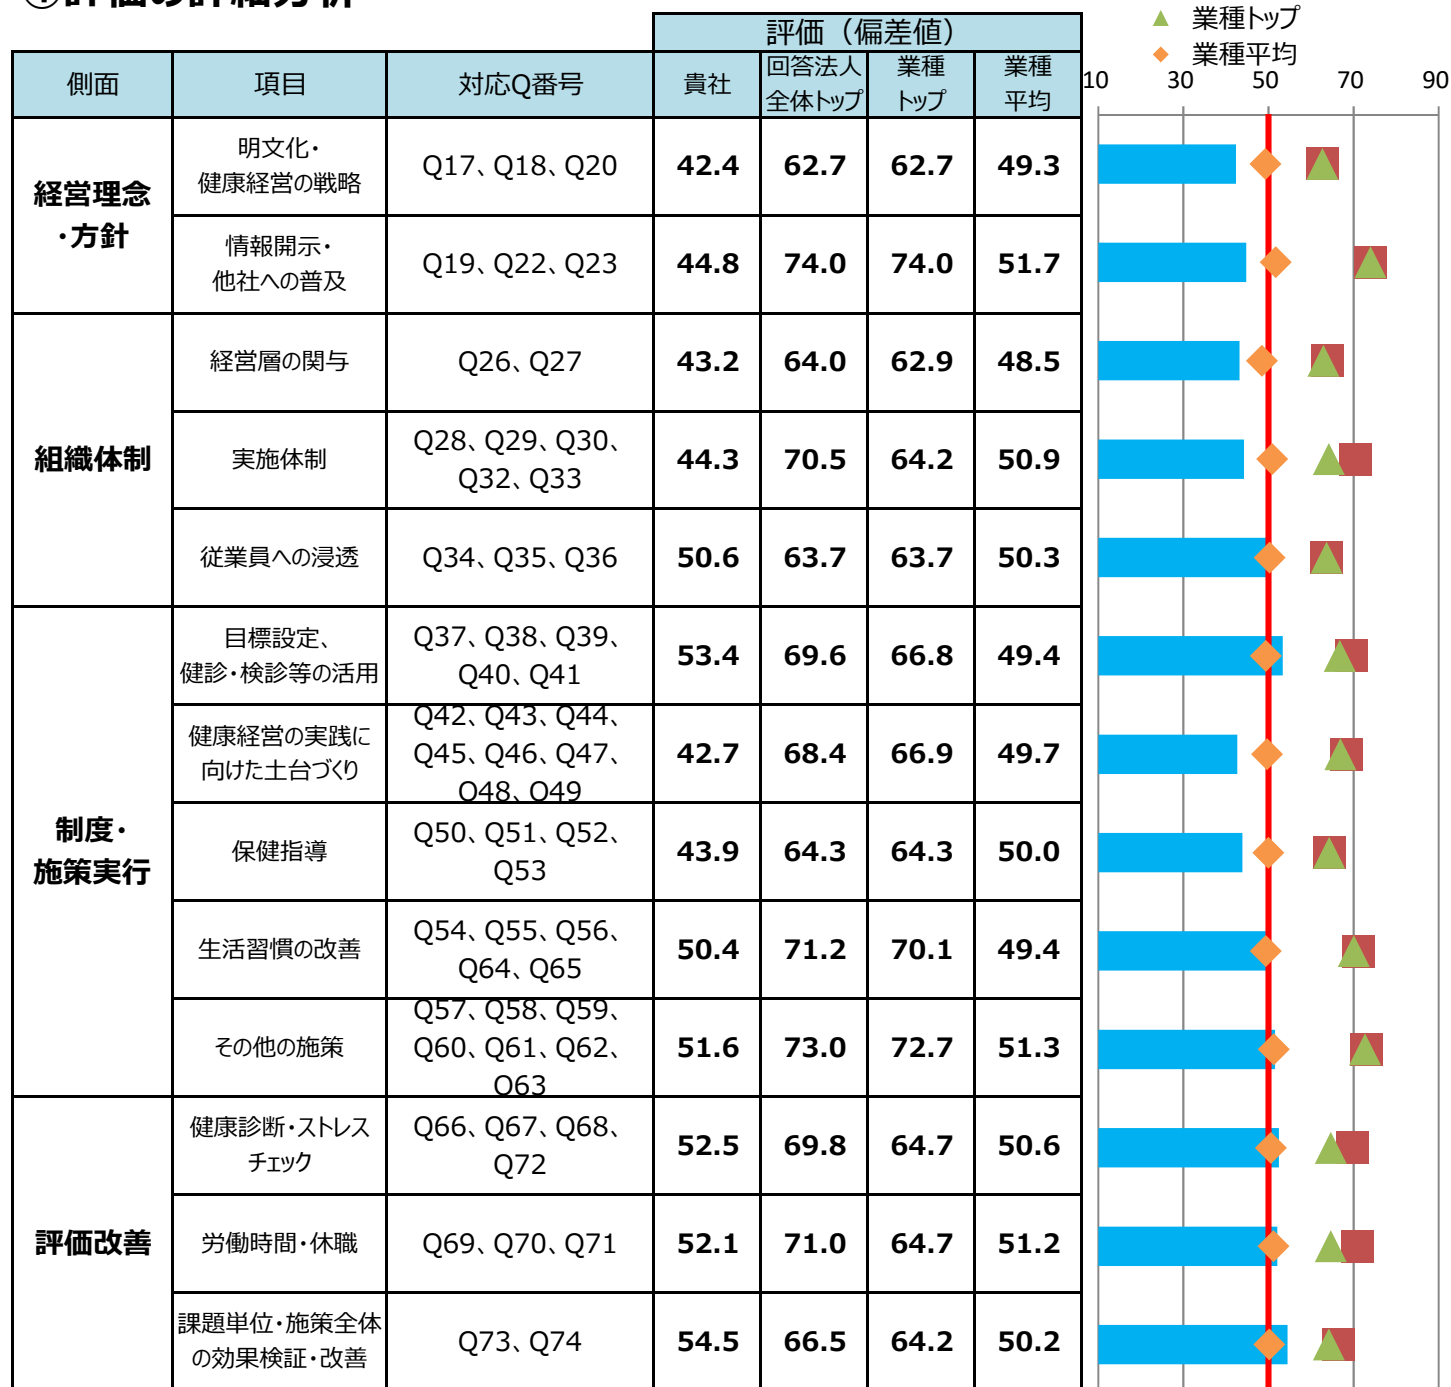 ①評価の詳細分析
業種トップ
業種平均
評価（偏差値）
側面 項目 対応Q番号 貴社 回答法人全体トップ 業種トップ 業種平均
10 30 50 70 90
経営理念・方針
明文化・
健康経営の戦略
Q17、Q18、Q20
42.4 62.7 62.7 49.3
情報開示・
他社への普及
Q19、Q22、Q23
44.8 74.0 74.0 51.7
組織体制
経営層の関与
Q26、Q27
43.2 64.0 62.9 48.5
実施体制
Q28、Q29、Q30、
Q32、Q33
44.3 70.5 64.2 50.9
従業員への浸透
Q34、Q35、Q36
50.6 63.7 63.7 50.3
制度・
施策実行
目標設定、
健診・検診等の活用
Q37、Q38、Q39、
Q40、Q41
53.4 69.6 66.8 49.4
健康経営の実践に
向けた土台づくり
Q42、Q43、Q44、
Q45、Q46、Q47、
Q48、Q49
42.7 68.4 66.9 49.7
保健指導
Q50、Q51、Q52、
Q53
43.9 64.3 64.3 50.0
生活習慣の改善
Q54、Q55、Q56、
Q64、Q65
50.4 71.2 70.1 49.4
その他の施策
Q57、Q58、Q59、
Q60、Q61、Q62、
Q63
51.6 73.0 72.7 51.3
評価改善
健康診断・ストレス
チェック
Q66、Q67、Q68、
Q72
52.5 69.8 64.7 50.6
労働時間・休職
Q69、Q70、Q71
52.1 71.0 64.7 51.2
課題単位・施策全体
の効果検証・改善
Q73、Q74
54.5 66.5 64.2 50.2